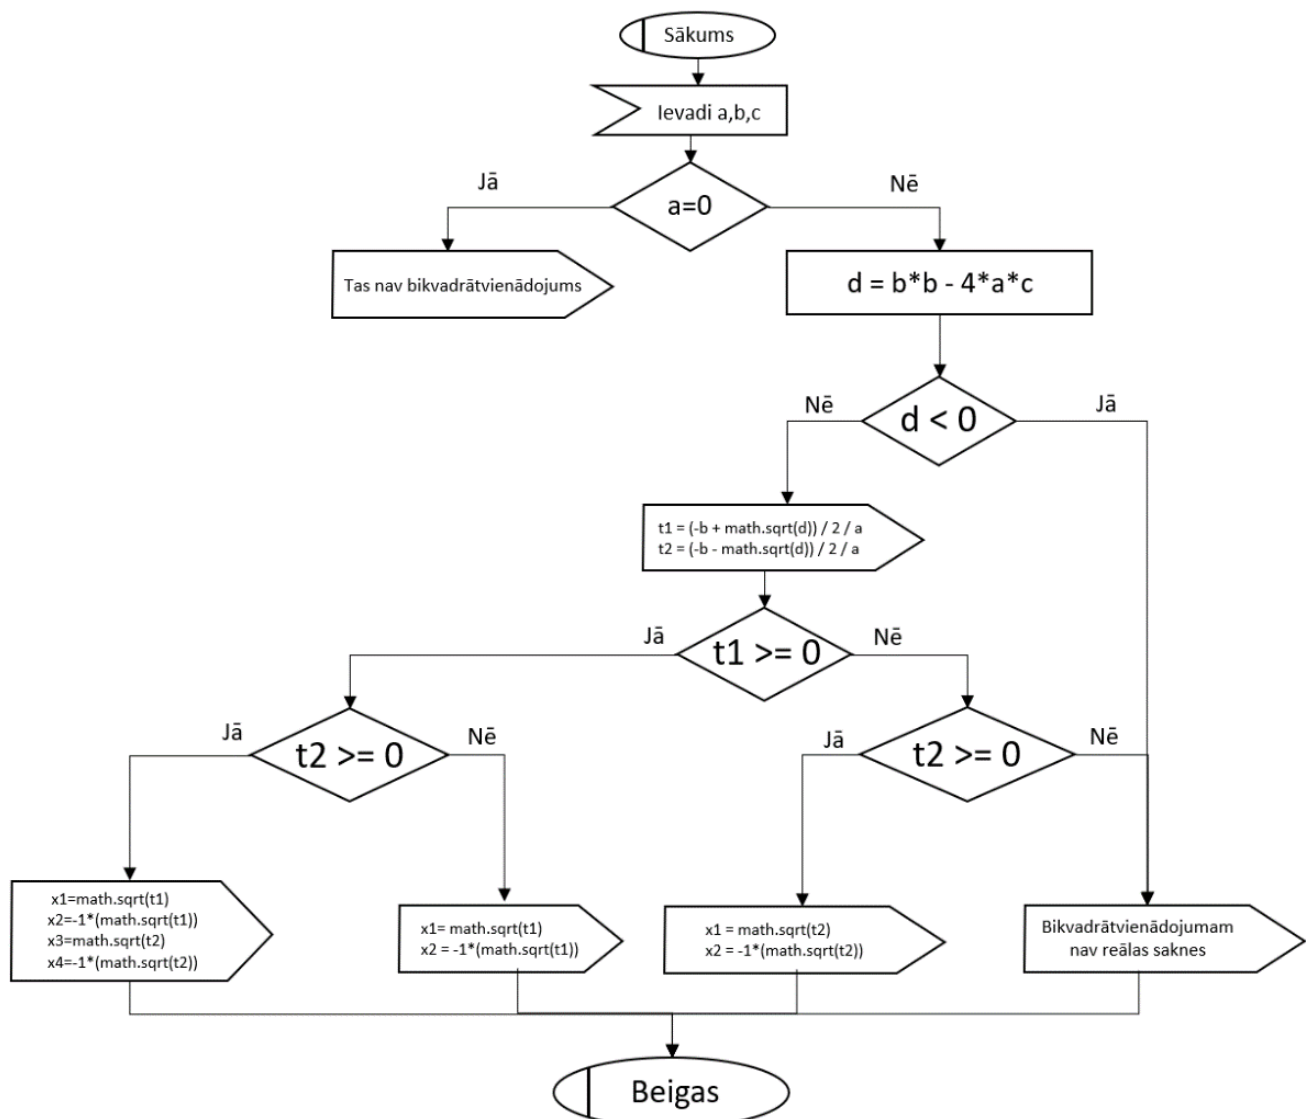 Sākums
Ievadi a,b,c
Jā
Nē
a=0
Tas nav bikvadrātvienādojums
d = b*b - 4*a*c
Nē
Jā
d < 0
t1 = (-b + math.sqrt(d)) / 2 / a
t2 = (-b - math.sqrt(d)) / 2 / a
Jā
Nē
t1 >= 0
Jā
Nē
t2 >= 0
Jā
Nē
t2 >= 0
x1=math.sqrt(t1)
x2=-1*(math.sqrt(t1))
x3=math.sqrt(t2)
x4=-1*(math.sqrt(t2))
x1= math.sqrt(t1)
x2 = -1*(math.sqrt(t1))
x1 = math.sqrt(t2)
x2 = -1*(math.sqrt(t2))
Bikvadrātvienādojumam
nav reālas saknes
Beigas